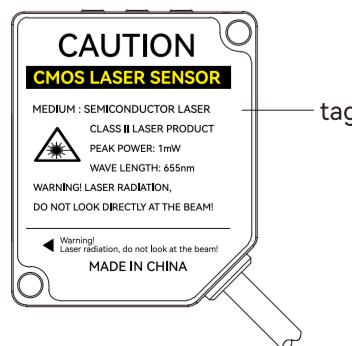 CAUTION
CMOS LASER SENSOR
MEDIUM : SEMICONDUCTOR LASER
tag
CLASS II LASER PRODUCT
PEAK POWER: 1mW
WAVE LENGTH: 655nm
WARNING! LASER RADIATION,
DO NOT LOOK DIRECTLY AT THE BEAM!
Warning!
Laser radiation, do not look at the beam!
MADE IN CHINA